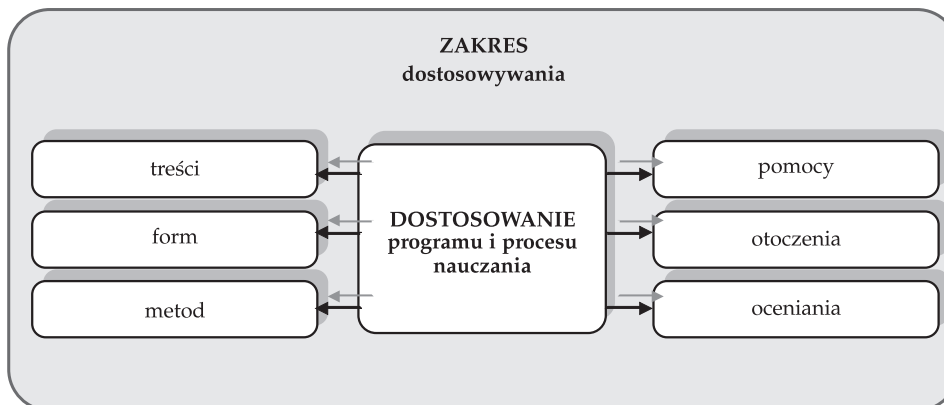 ZAKRES
dostosowywania
treści
form
metod
DOSTOSOWANIE
programu i procesu
nauczania
pomocy
otoczenia
oceniania